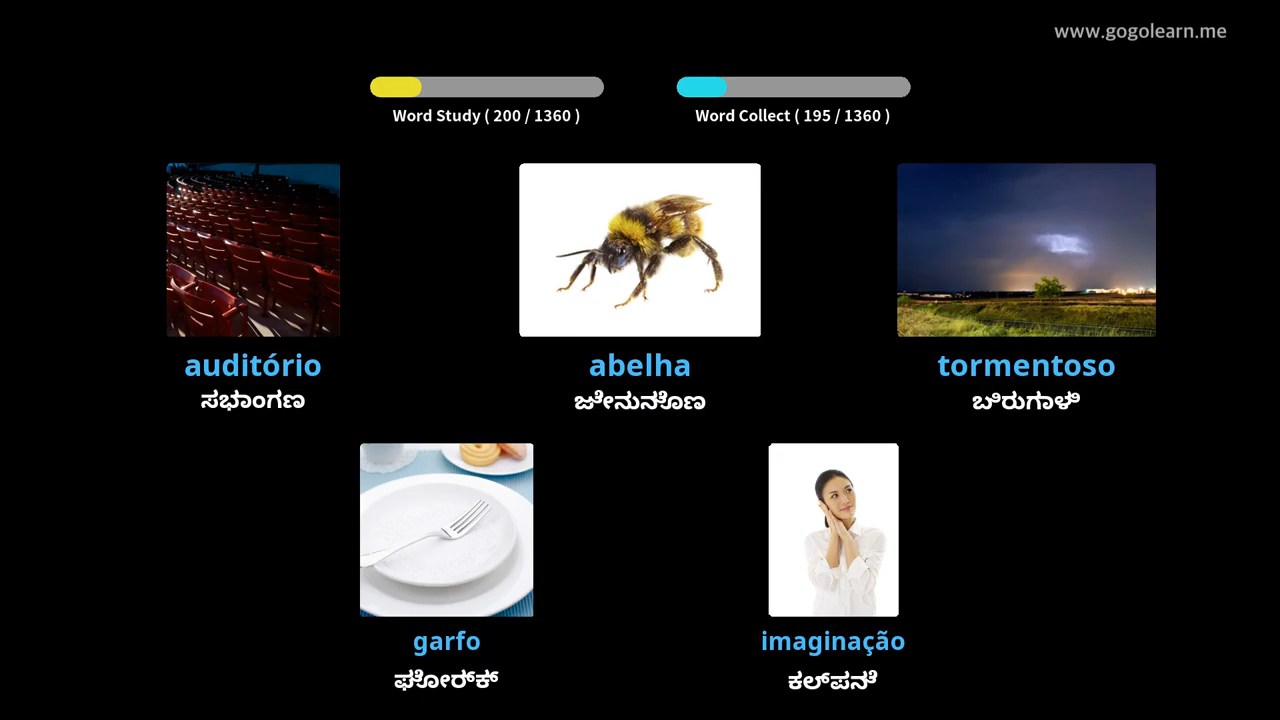 www.gogolearn.me
Word Study ( 200 / 1360 )
Word Collect ( 195 / 1360 )
auditório
abelha
tormentoso
ಸಭಾಂಗಣ
ಜೇನುನೊಣ
ಬಿರುಗಾಳಿ
garfo
imaginação
ಫೋರ್ಕ್
ಕಲ್ಪನೆ